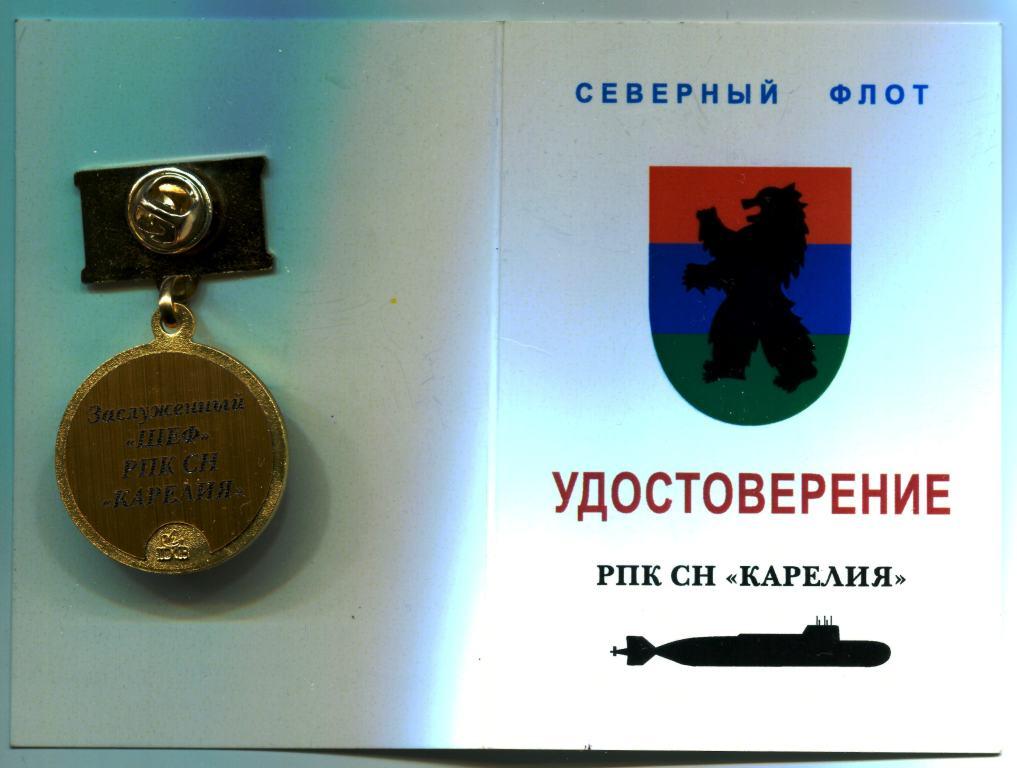 Заслуженный
«ШЕФ»
РПК СН
«КАРЕЛИЯ»
СЕВЕРНЫЙ ФЛОТ
УДОСТОВЕРЕНИЕ
РПК СН «КАРЕЛИЯ»